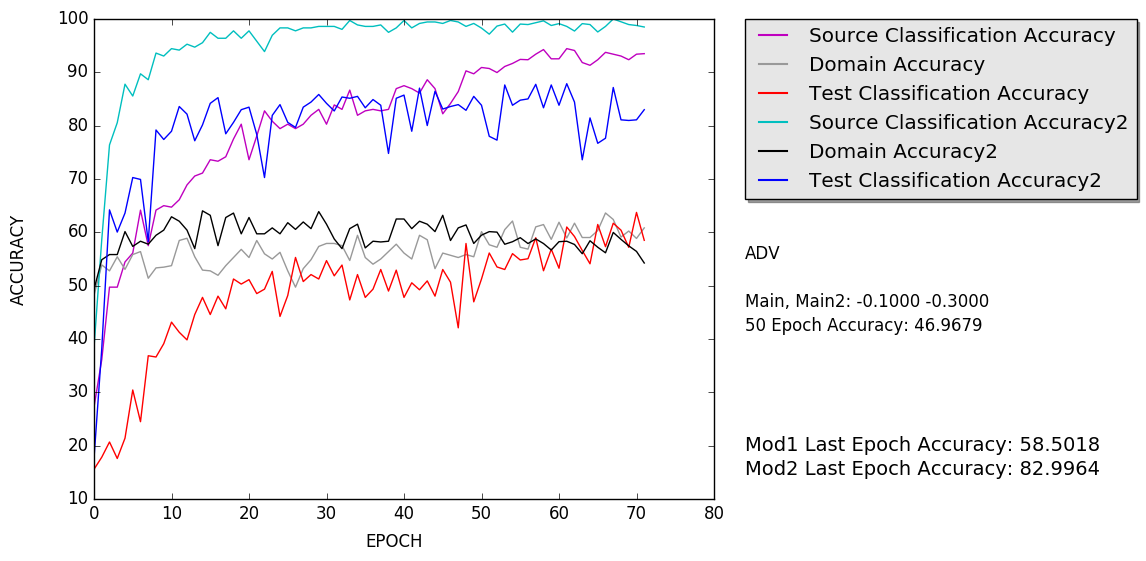 100
90
80
70
60
50
40
30
20
10
0 10 20 30 40 50 60 70 80
ACCURACY
EPOCH
Source Classification Accuracy
Domain Accuracy
Test Classification Accuracy
Source Classification Accuracy2
Domain Accuracy2
Test Classification Accuracy2
ADV
Main, Main2: -0.1000 -0.3000
50 Epoch Accuracy: 46.9679
Mod1 Last Epoch Accuracy: 58.5018
Mod2 Last Epoch Accuracy: 82.9964